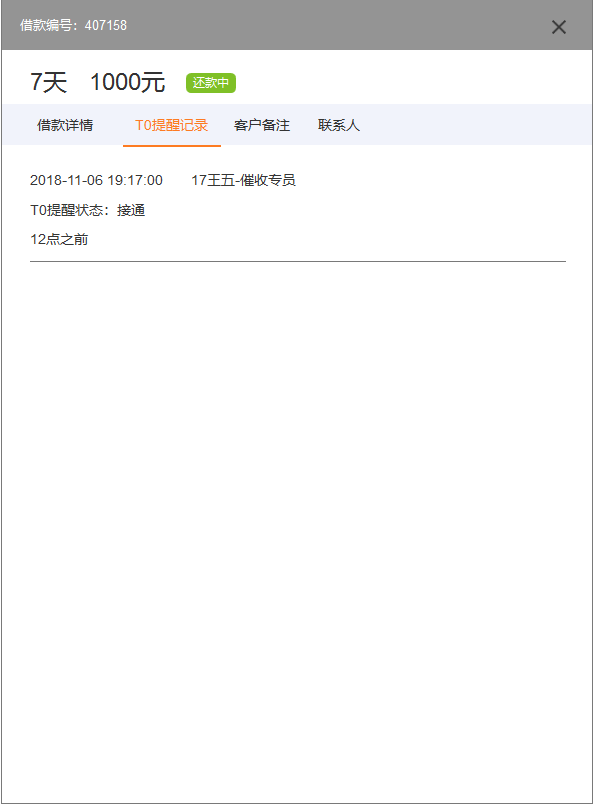 借款编号：407158
7天 1000元 还款中
借款详情 T0提醒记录 客户备注 联系人
2018-11-06 19:17:00 17王五-催收专员
T0提醒状态：接通
12点之前